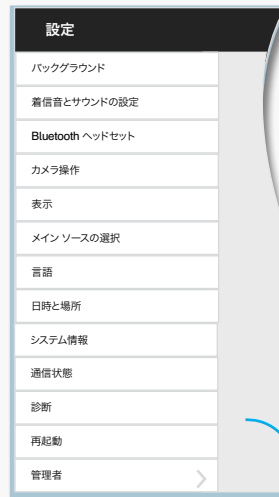 設定
バックグラウンド
着信音とサウンドの設定
Bluetooth ヘッドセット
カメラ操作
表示
メイン ソースの選択
言語
日時と場所
システム情報
通信状態
診断
再起動
管理者